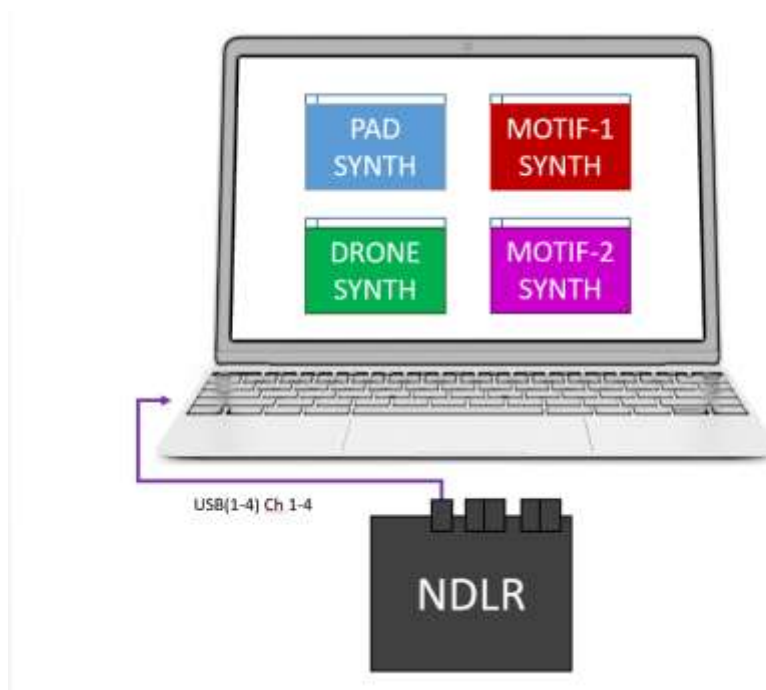 PAD
SYNTH
MOTIF-1
SYNTH
DRONE
SYNTH
MOTIF-2
SYNTH
USB(1-4) Ch 1-4
NDLR